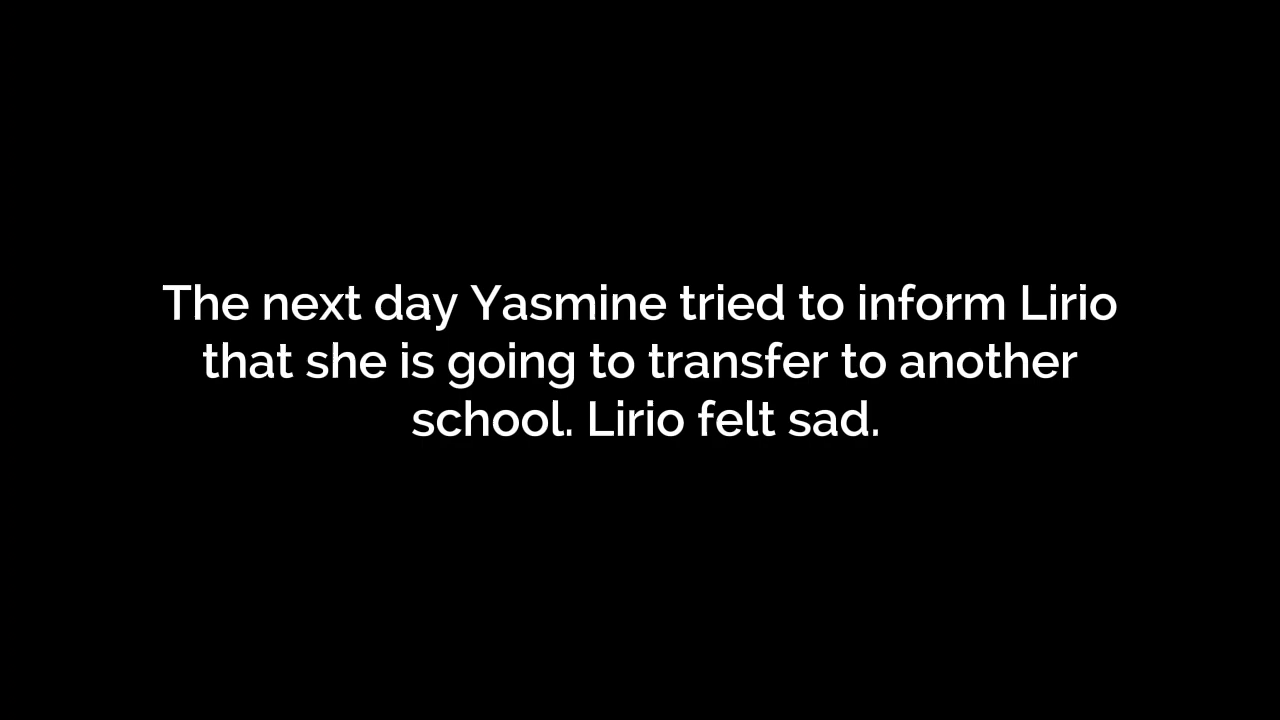 The next day Yasmine tried to inform Lirio
that she is going to transfer to another
school. Lirio felt sad.